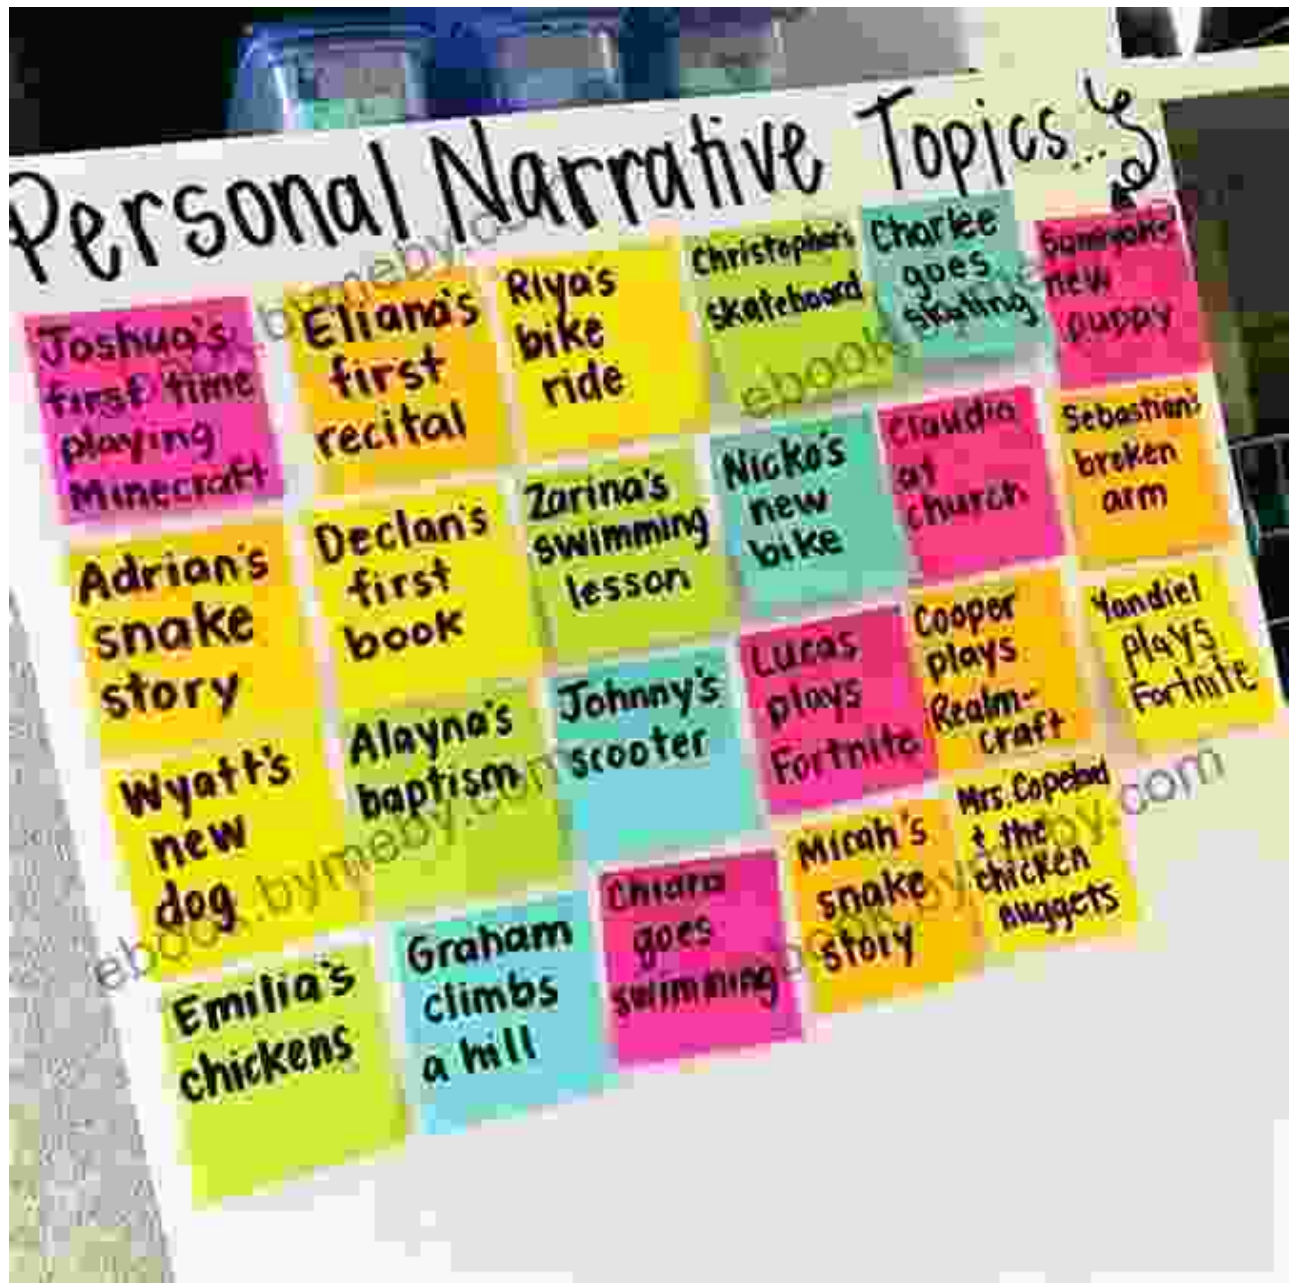 Personal Narrative Topics...
Joshua's
first time
playing
Minecraft
Eliana's
first
recital
Riya's
bike
ride
Christopher's
skateboard
Charlee
goes
skating
new
puppy
Adrian's
snake
story
Declan's
first
book
Zarina's
swimming
lesson
Nicko's
new
bike
Claudia
at
church
Sebastian's
broken
arm
Wyatt's
new
dog
Alayna's
baptism
Johnny's
scooter
Lucas
plays
Fortnite
Cooper
plays
Realm-
craft
Yandiel
plays
Fortnite
Emilia's
chickens
Graham
climbs
a hill
Chiara
goes
swimming
Micah's
snake
story
Mrs. Copeland
& the
chicken
nuggets
ebook.bymeby.com